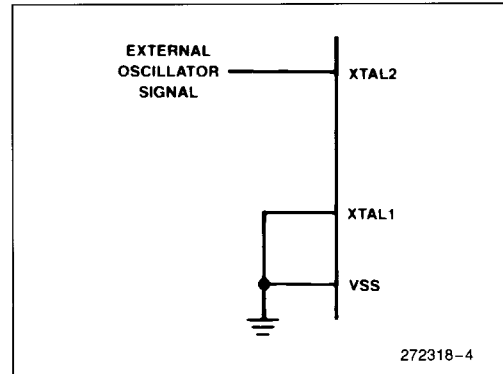 EXTERNAL
OSCILLATOR
SIGNAL
XTAL2
XTAL1
VSS
272318-4